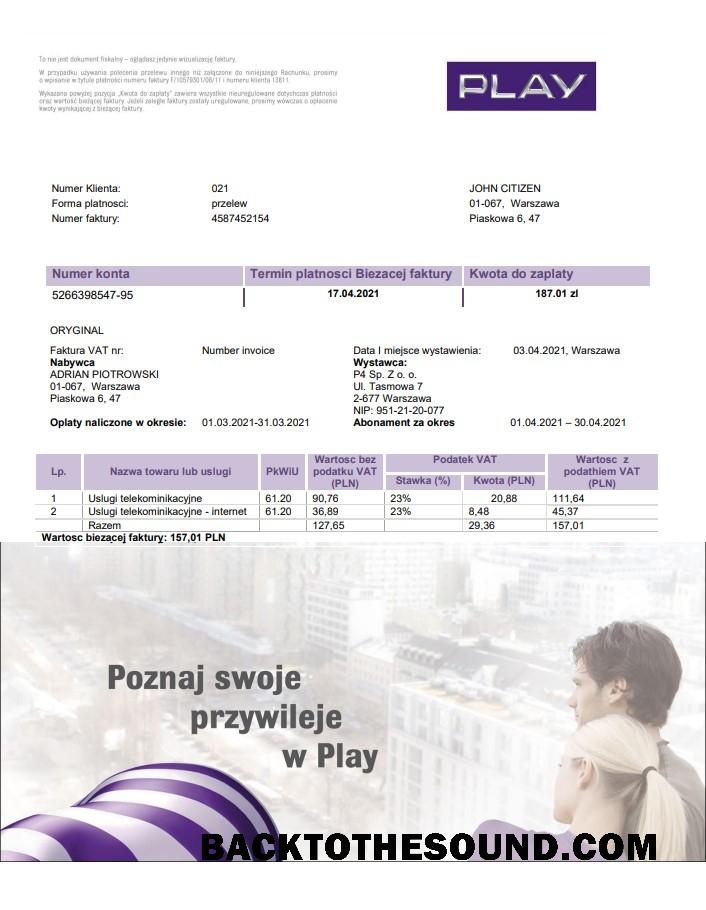 To nie jest dokument fiskalny – oglądasz jedynie wizualizację faktury.
W przypadku używania polecenia przelewu innego niż załączone do niniejszego Rachunku, prosimy
o wpisanie w tytule płatności numeru faktury F/10579301/06/11 i numeru klienta 13811.
Wykazana powyżej pozycja „Kwota do zapłaty” zawiera wszystkie nieuregulowane dotychczas płatności
oraz wartość bieżącej faktury. Jeżeli zaległe faktury zostały uregulowane, prosimy wówczas o opłacenie
kwoty wynikającej z bieżącej faktury.
PLAY
Numer Klienta: 021 JOHN CITIZEN
Forma platnosci: przelew 01-067, Warszawa
Numer faktury: 4587452154 Piaskowa 6, 47
Numer konta Termin platnosci Biezacej faktury Kwota do zaplaty
5266398547-95 17.04.2021 187.01 zl
ORYGINAL
Faktura VAT nr: Number invoice Data I miejsce wystawienia: 03.04.2021, Warszawa
Nabywca Wystawca:
ADRIAN PIOTROWSKI P4 Sp. Z o. o.
01-067, Warszawa Ul. Tasmowa 7
Piaskowa 6, 47 2-677 Warszawa
NIP: 951-21-20-077
Oplaty naliczone w okresie: 01.03.2021-31.03.2021 Abonament za okres 01.04.2021 – 30.04.2021
Lp. Nazwa towaru lub uslugi PkWiU Wartosc bez podatku VAT (PLN) Podatek VAT Stawka (%) Kwota (PLN) Wartosc z podathiem VAT (PLN)
1 Uslugi telekominikacyjne 61.20 90,76 23% 20,88 111,64
2 Uslugi telekominikacyjne - internet 61.20 36,89 23% 8,48 45,37
Razem 127,65 29,36 157,01
Wartosc biezącej faktury: 157,01 PLN
Poznaj swoje
przywileje
w Play
BACKTOTHESOUND.COM